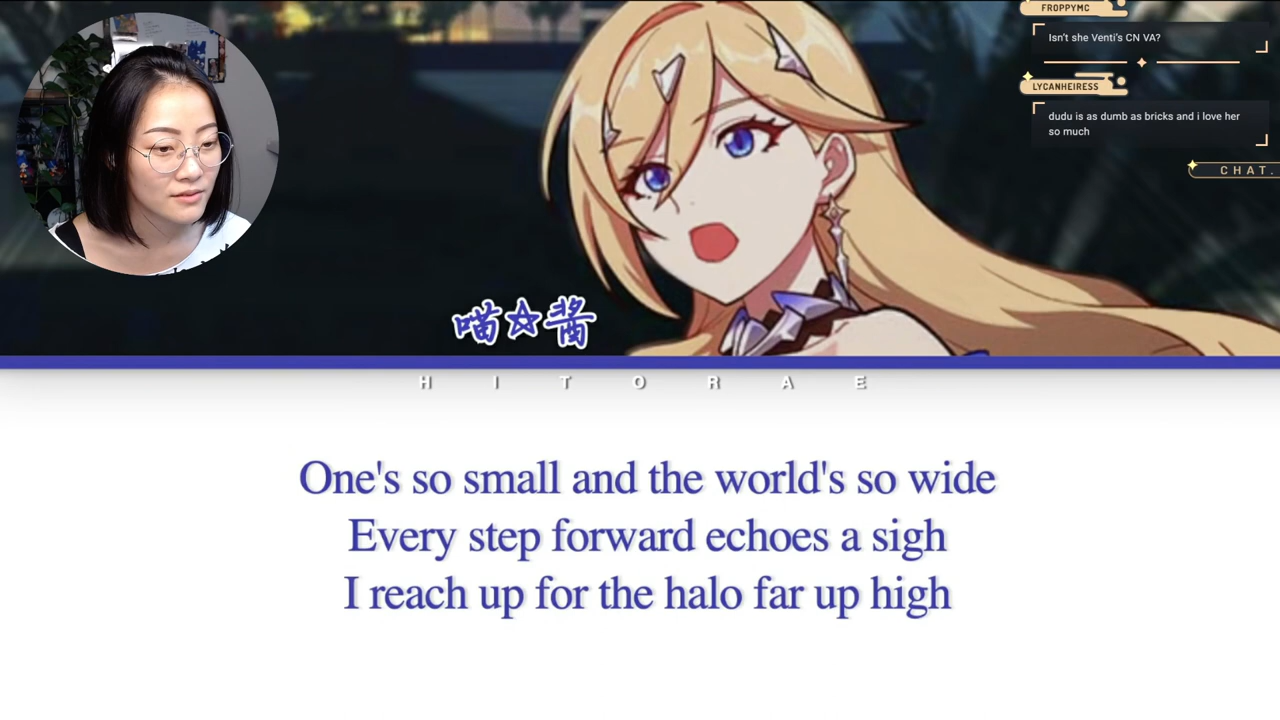 FROPPYMC
Isn't she Venti's CN VA?
LYCANHEIRESS
dudu is as dumb as bricks and i love her
so much
CHAT.
喵☆酱
HITORAE
One's so small and the world's so wide
Every step forward echoes a sigh
I reach up for the halo far up high